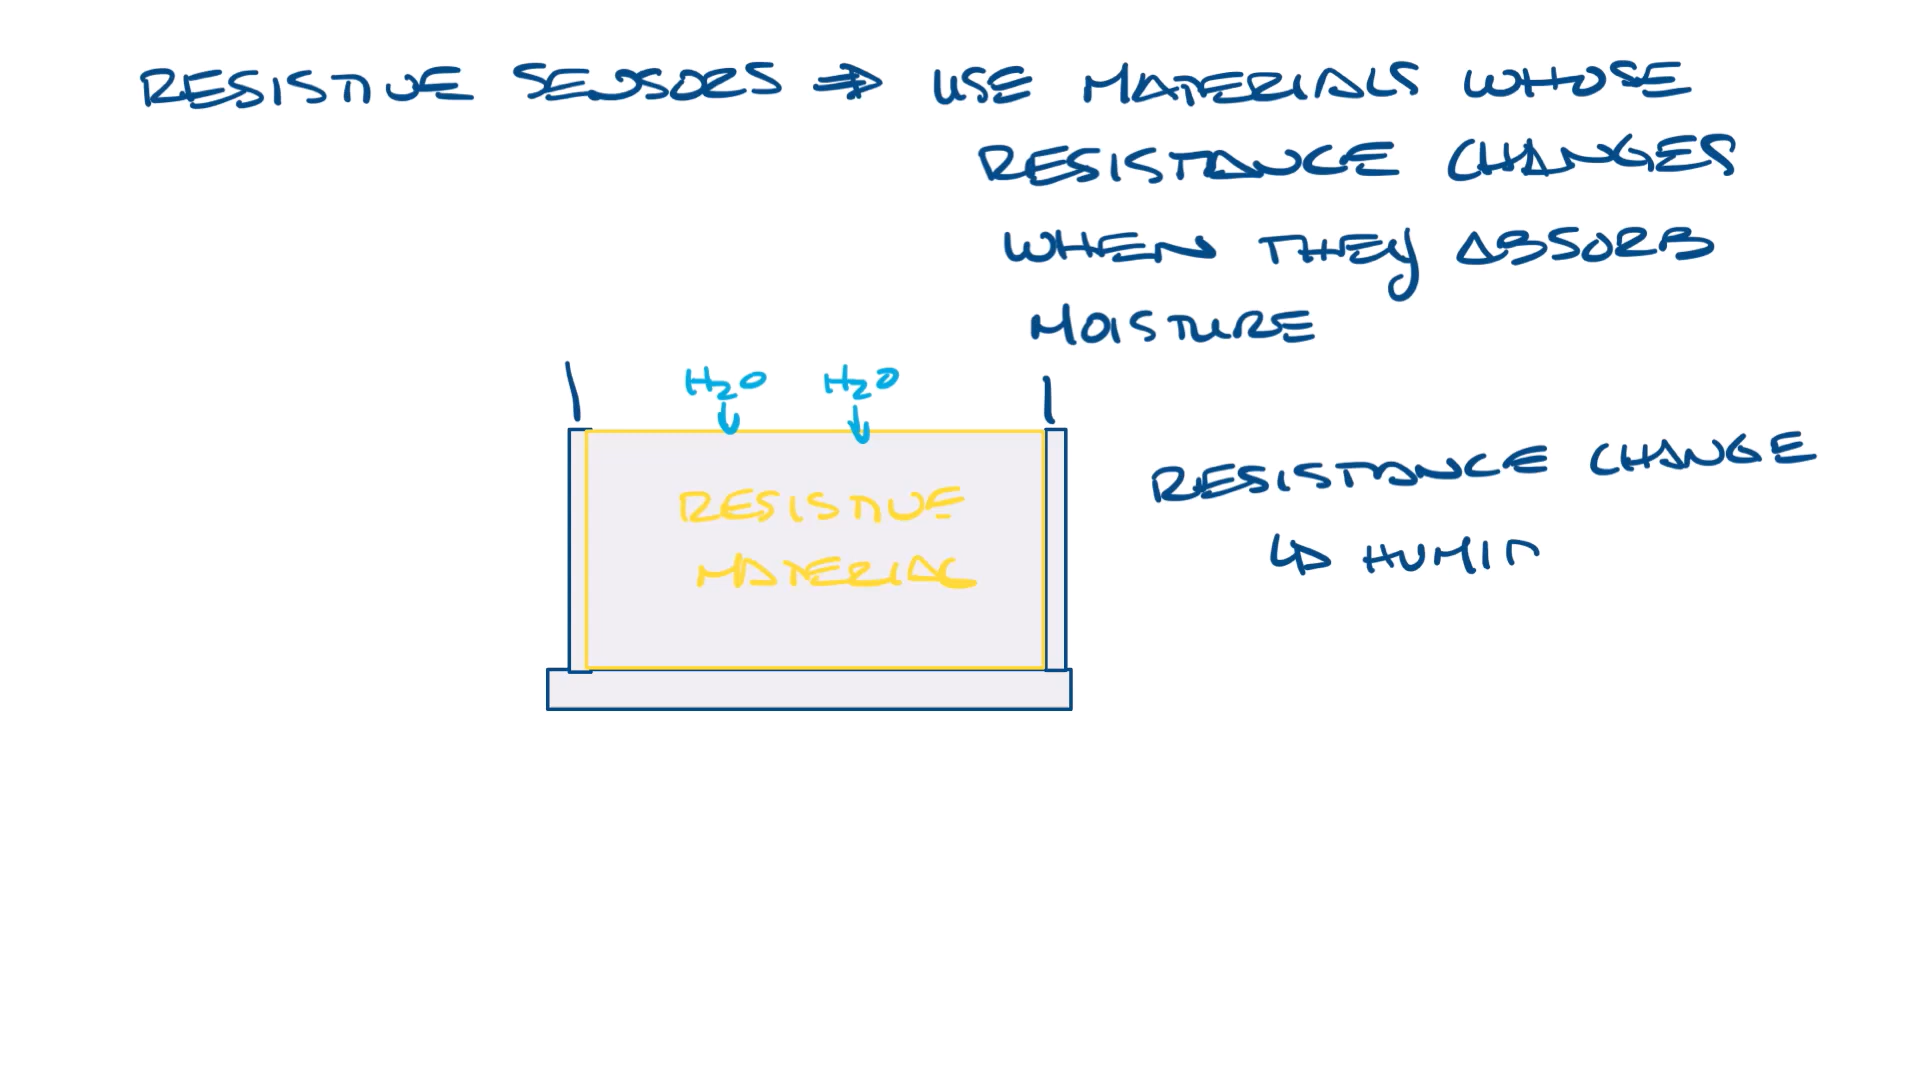 RESISTIVE SENSORS ⇒ USE MATERIALS WHOSE
RESISTANCE CHANGES
WHEN THEY ABSORB
MOISTURE
H₂O H₂O
RESISTIVE
MATERIAL
RESISTANCE CHANGE
↳ HUMID